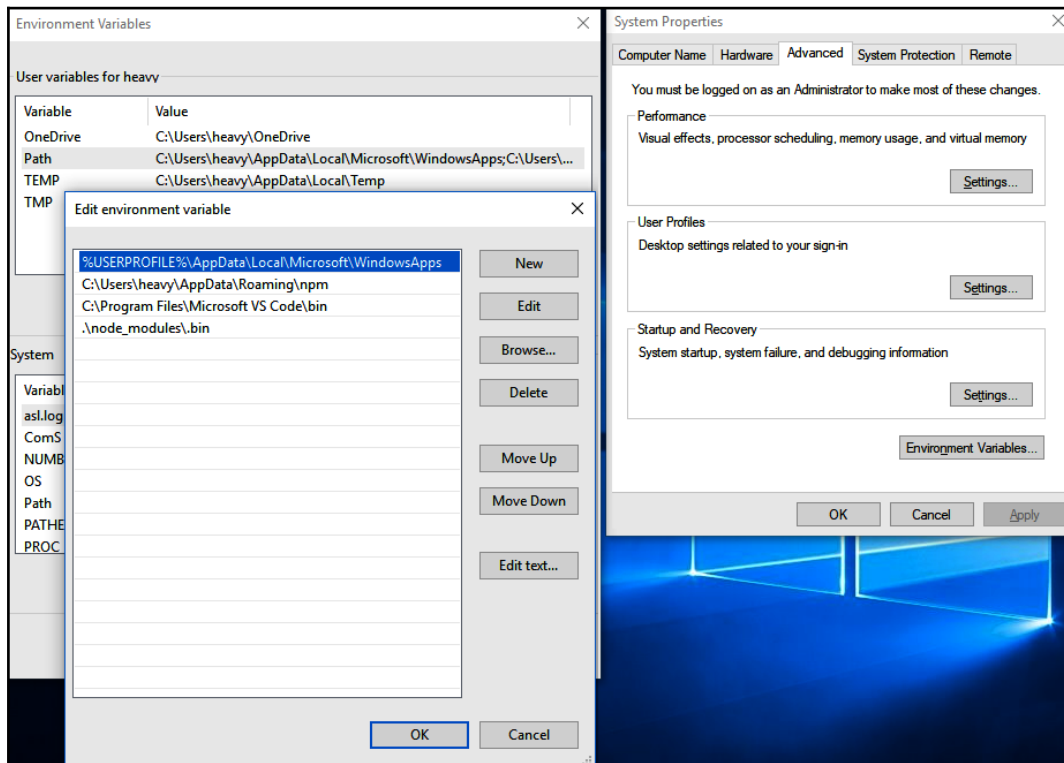 Environment Variables
User variables for heavy
Variable Value
OneDrive C:\Users\heavy\OneDrive
Path C:\Users\heavy\AppData\Local\Microsoft\WindowsApps;C:\Users\...
TEMP C:\Users\heavy\AppData\Local\Temp
TMP
System
Variabl
asl.log
ComS
NUMB
OS
Path
PATHE
PROC
Edit environment variable
%USERPROFILE%\AppData\Local\Microsoft\WindowsApps
C:\Users\heavy\AppData\Roaming\npm
C:\Program Files\Microsoft VS Code\bin
.\node_modules\.bin
New
Edit
Browse...
Delete
Move Up
Move Down
Edit text...
OK Cancel
System Properties
Computer Name Hardware Advanced System Protection Remote
You must be logged on as an Administrator to make most of these changes.
Performance
Visual effects, processor scheduling, memory usage, and virtual memory
Settings...
User Profiles
Desktop settings related to your sign-in
Settings...
Startup and Recovery
System startup, system failure, and debugging information
Settings...
Environment Variables...
OK Cancel Apply